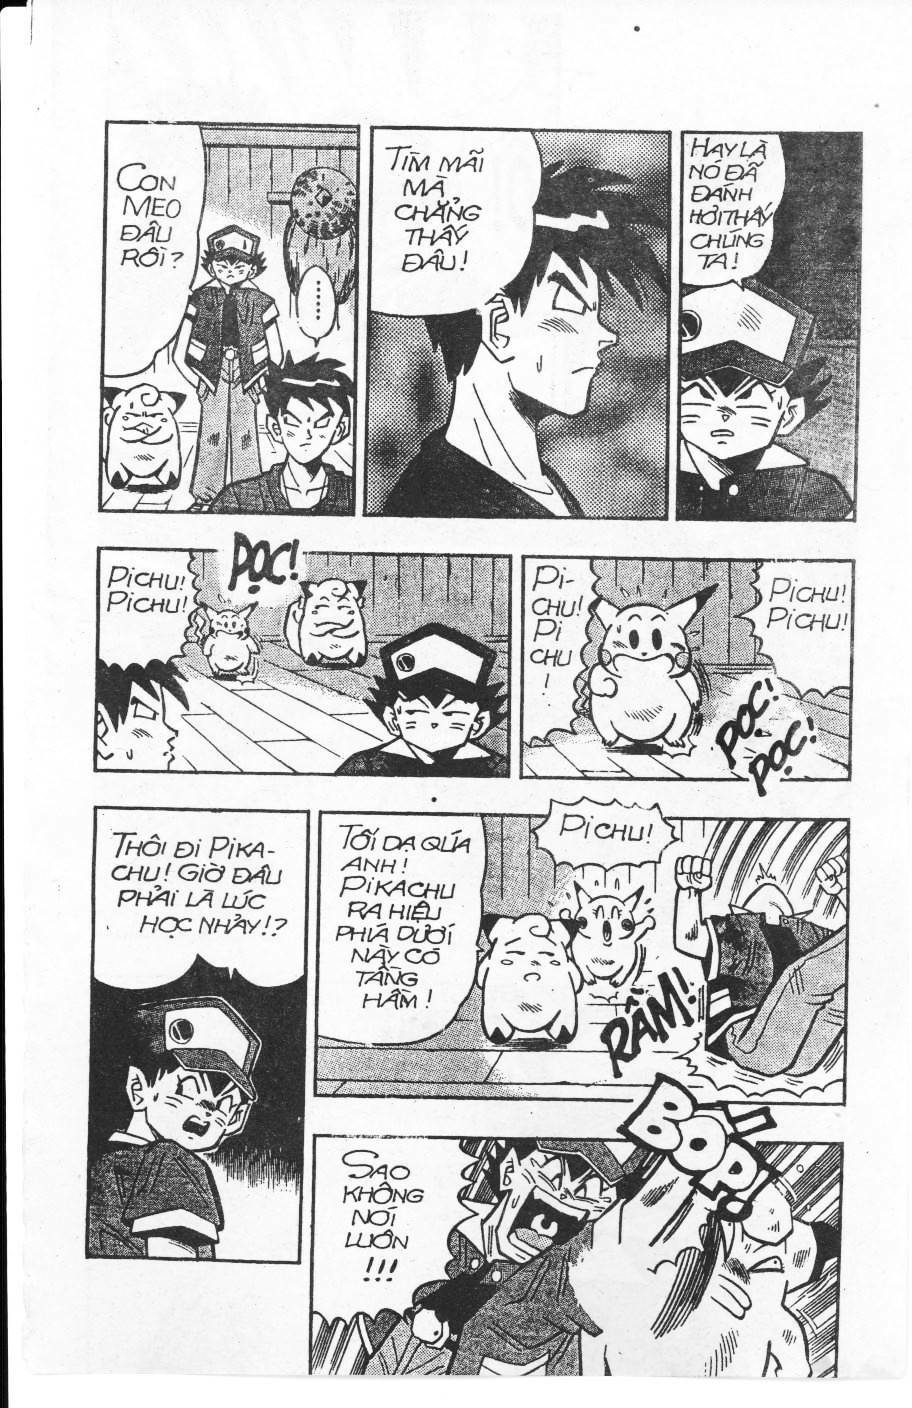 CON
MEO
ĐÂU
RỒI?
......
TÌM MÃI
MÀ
CHẲNG
THẤY
ĐÂU!
HAY LÀ
NÓ ĐÃ
ĐÁNH
HƠI THẤY
CHÚNG
TA!
PICHU!
PICHU!
PỌC!
PI-
CHU!
PI
CHU
!
PICHU!
PICHU!
PỌC!
PỌC!
THÔI ĐI PIKA-
CHU! GIỜ ĐÂU
PHẢI LÀ LÚC
HỌC NHẢY!?
TỐI DẠ QÚA
ANH!
PIKACHU
RA HIỆU
PHIÁ DƯỚI
NÀY CÓ
TẦNG
HẦM!
PICHU!
RẦM!
SAO
KHÔNG
NÓI
LUÔN
!!!
BỐP!